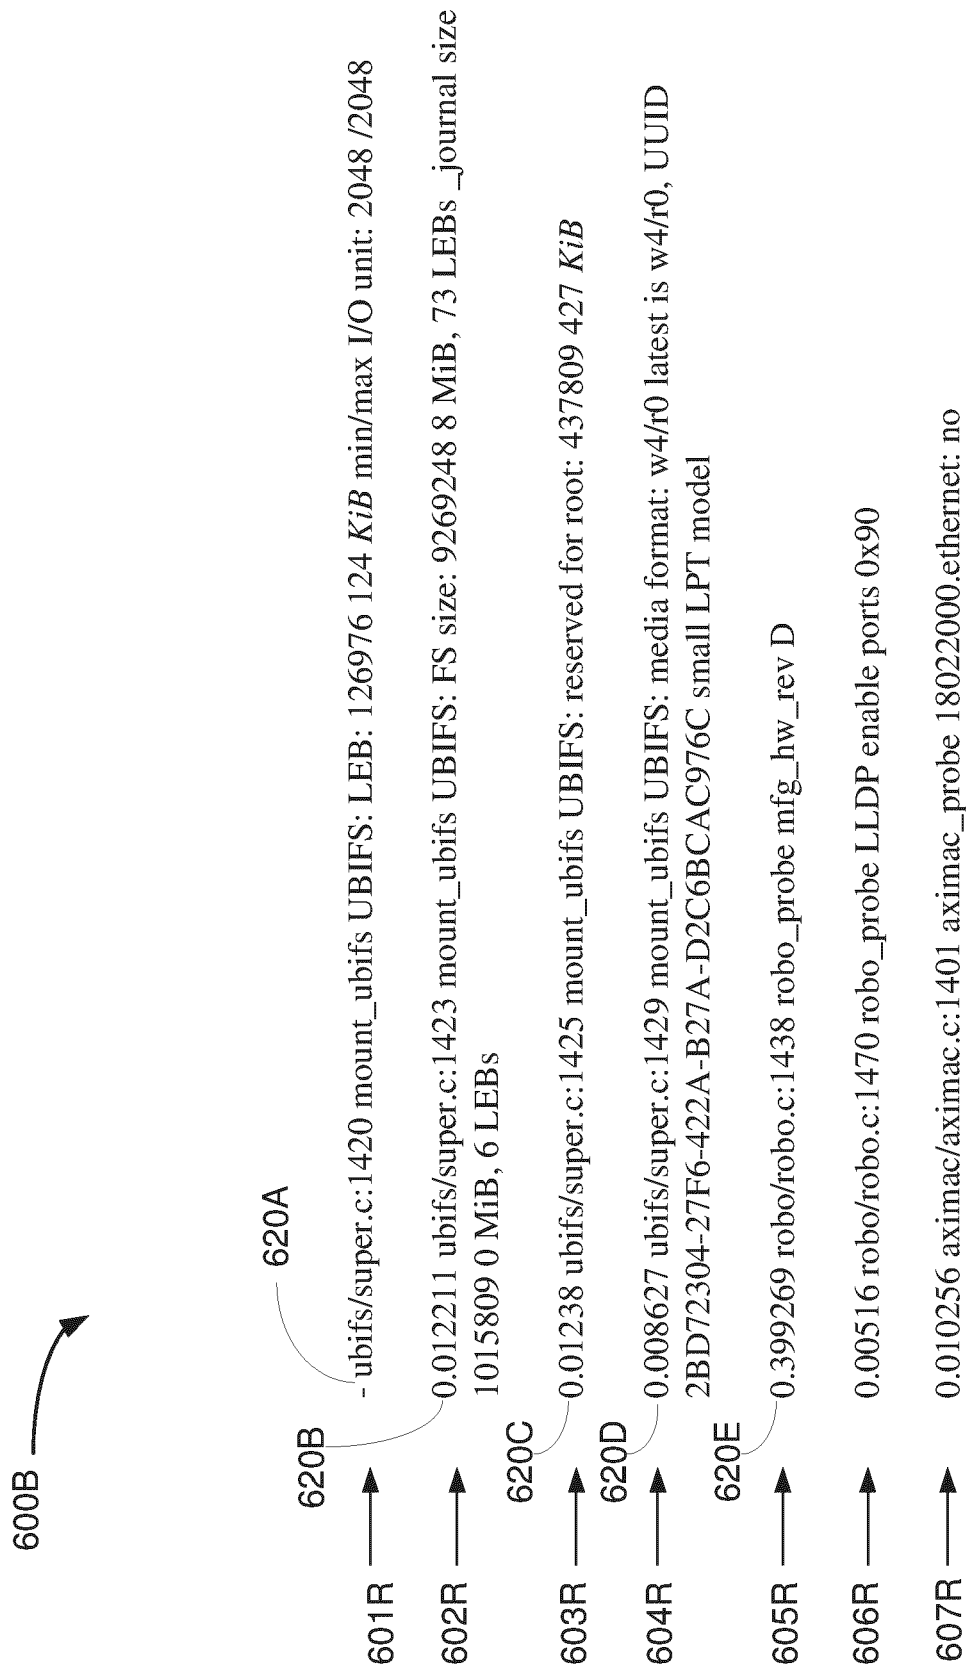 600B
620A
601R
- ubifs/super.c:1420 mount_ubifs UBIFS: LEB: 126976 124 KiB min/max I/O unit: 2048 /2048
620B
602R
0.012211 ubifs/super.c:1423 mount_ubifs UBIFS: FS size: 9269248 8 MiB, 73 LEBs _journal size
1015809 0 MiB, 6 LEBs
620C
603R
0.01238 ubifs/super.c:1425 mount_ubifs UBIFS: reserved for root: 437809 427 KiB
620D
604R
0.008627 ubifs/super.c:1429 mount_ubifs UBIFS: media format: w4/r0 latest is w4/r0, UUID
2BD72304-27F6-422A-B27A-D2C6BCAC976C small LPT model
620E
605R
0.399269 robo/robo.c:1438 robo_probe mfg_hw_rev D
606R
0.00516 robo/robo.c:1470 robo_probe LLDP enable ports 0x90
607R
0.010256 aximac/aximac.c:1401 aximac_probe 18022000.ethernet: no